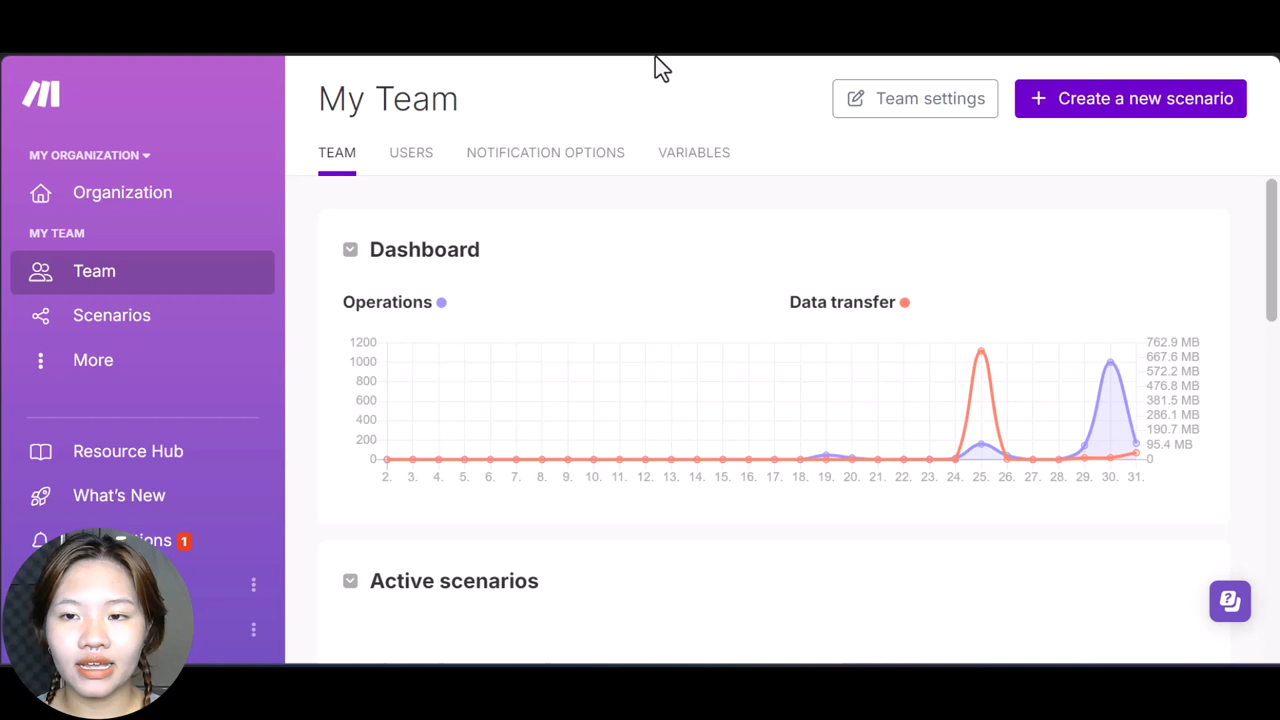 My Team
Team settings
+ Create a new scenario
MY ORGANIZATION
Organization
MY TEAM
Team
Scenarios
More
Resource Hub
What's New
1
TEAM
USERS
NOTIFICATION OPTIONS
VARIABLES
Dashboard
Operations
Data transfer
1200
1000
800
600
400
200
0
762.9 MB
667.6 MB
572.2 MB
476.8 MB
381.5 MB
286.1 MB
190.7 MB
95.4 MB
0
2. 3. 4. 5. 6. 7. 8. 9. 10. 11. 12. 13. 14. 15. 16. 17. 18. 19. 20. 21. 22. 23. 24. 25. 26. 27. 28. 29. 30. 31.
Active scenarios